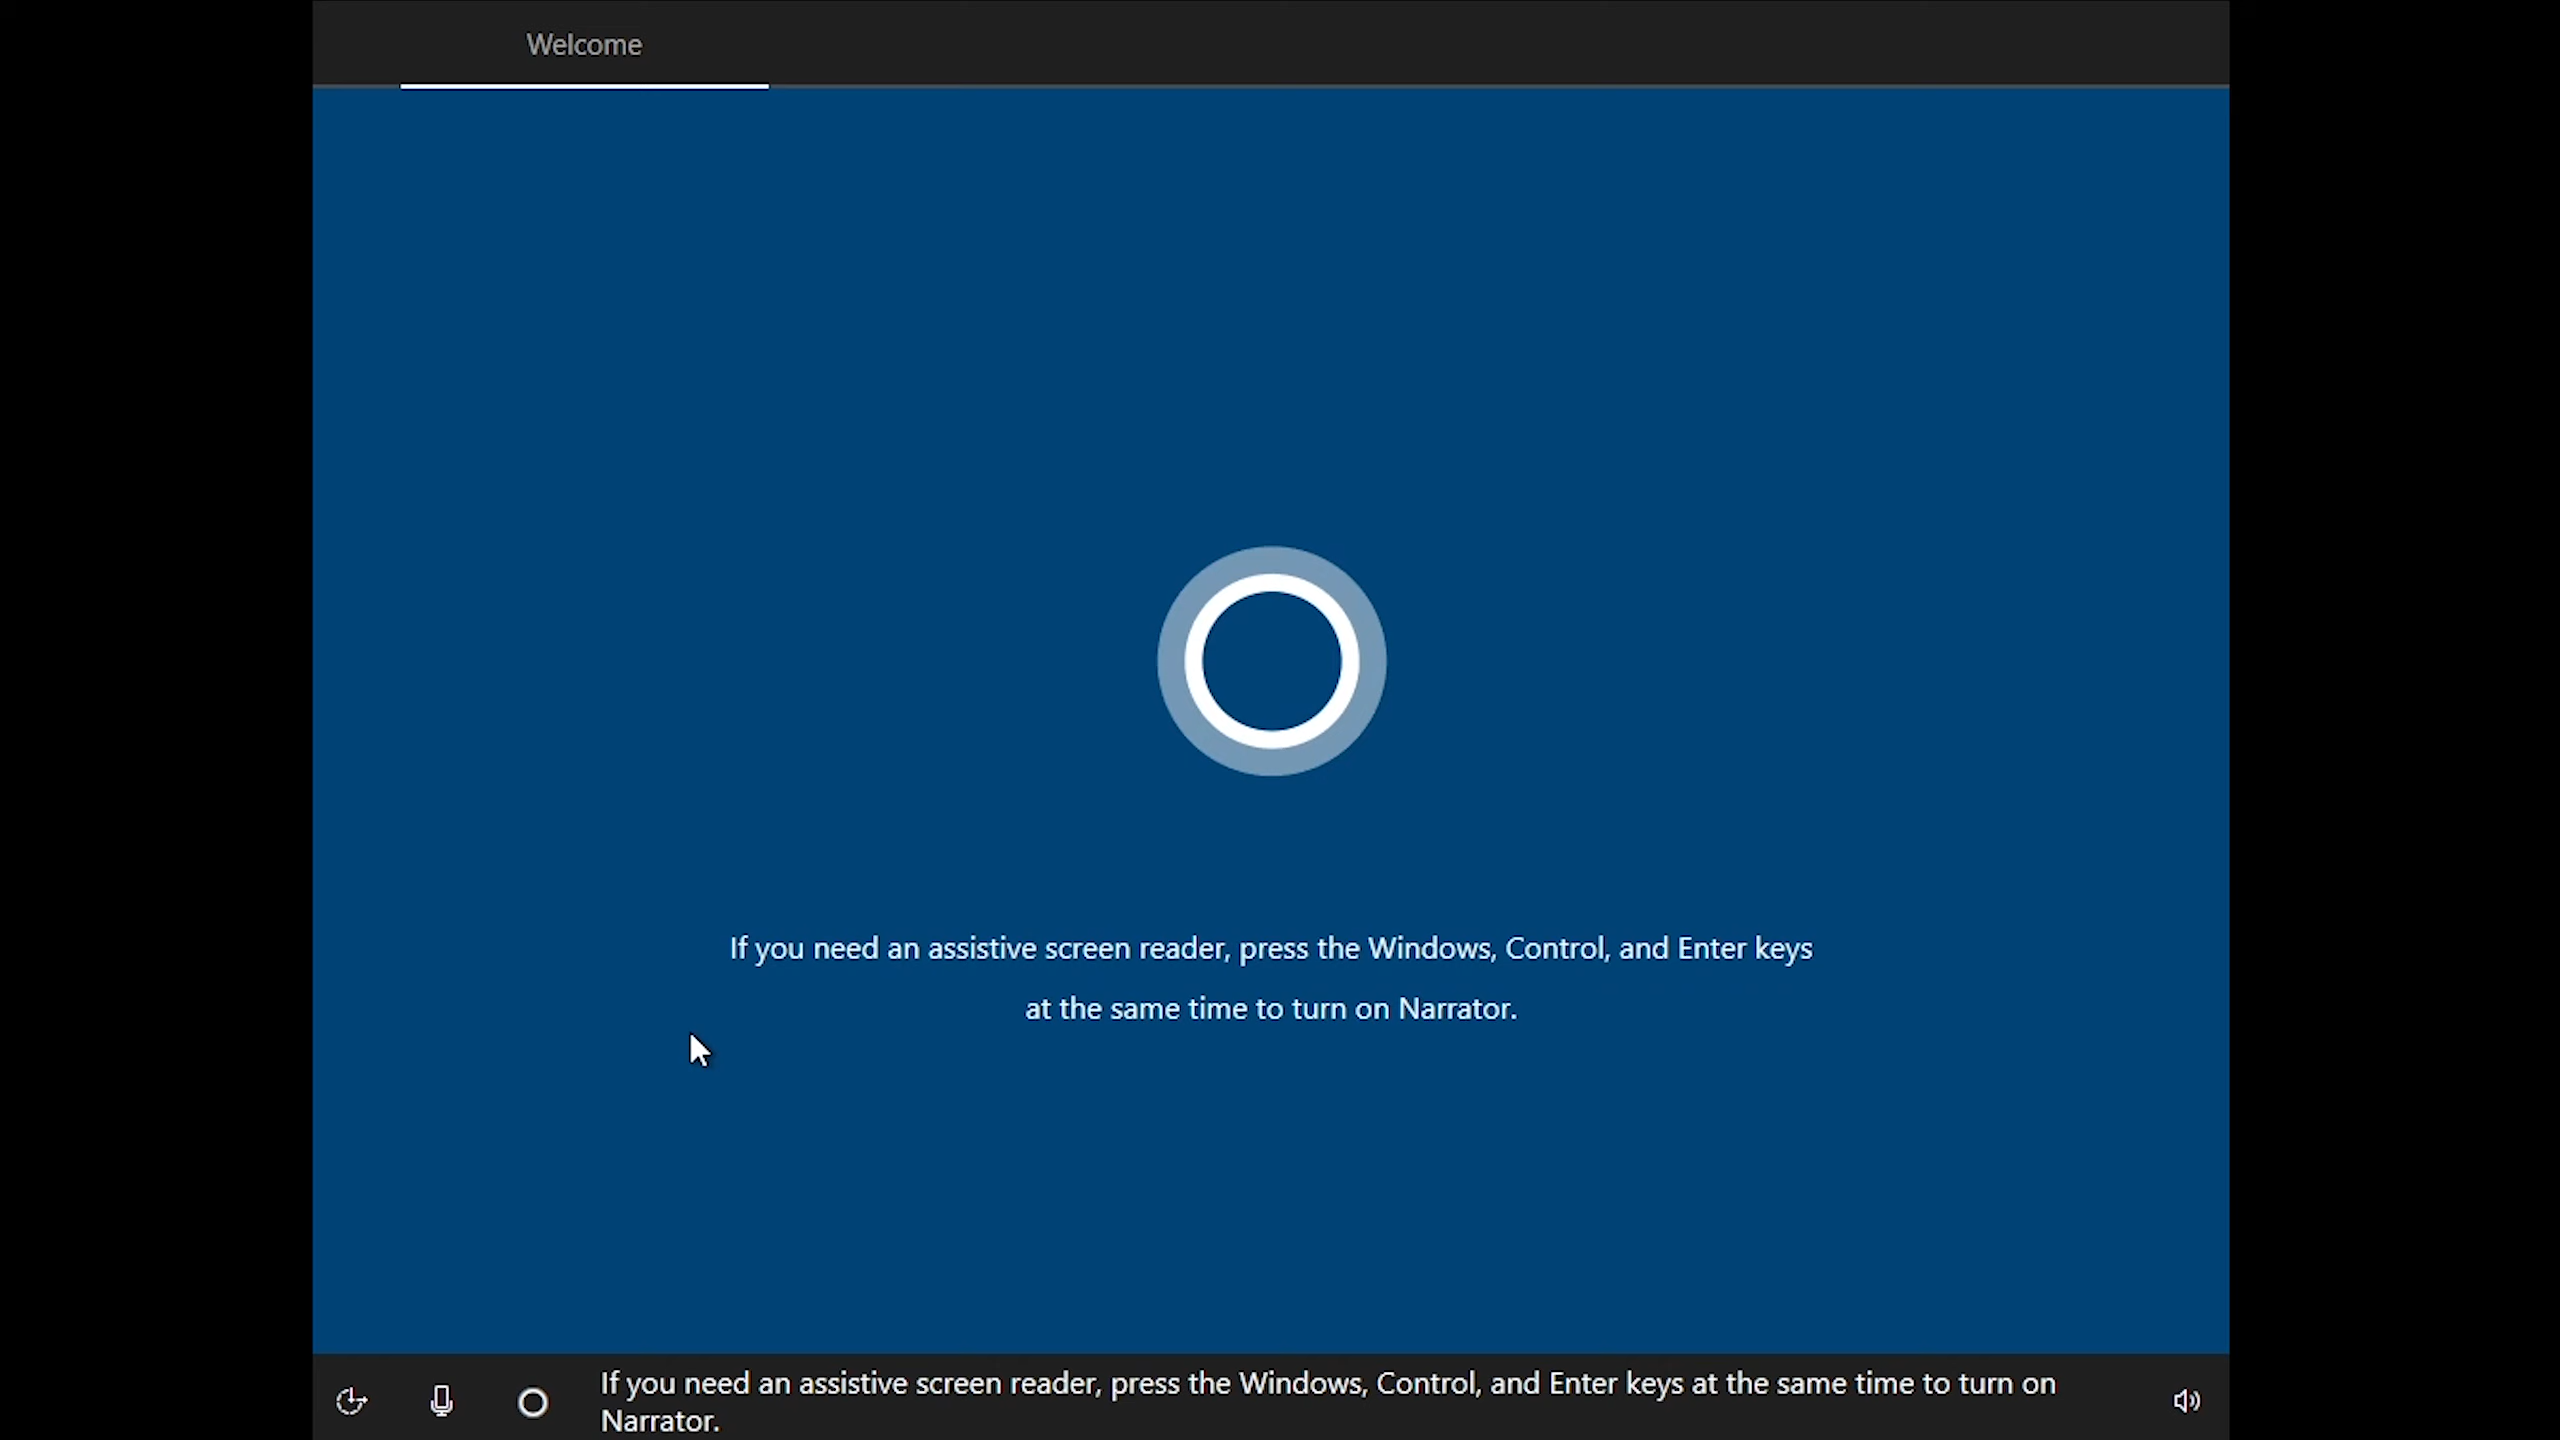 Welcome
If you need an assistive screen reader, press the Windows, Control, and Enter keys
at the same time to turn on Narrator.
If you need an assistive screen reader, press the Windows, Control, and Enter keys at the same time to turn on
Narrator.